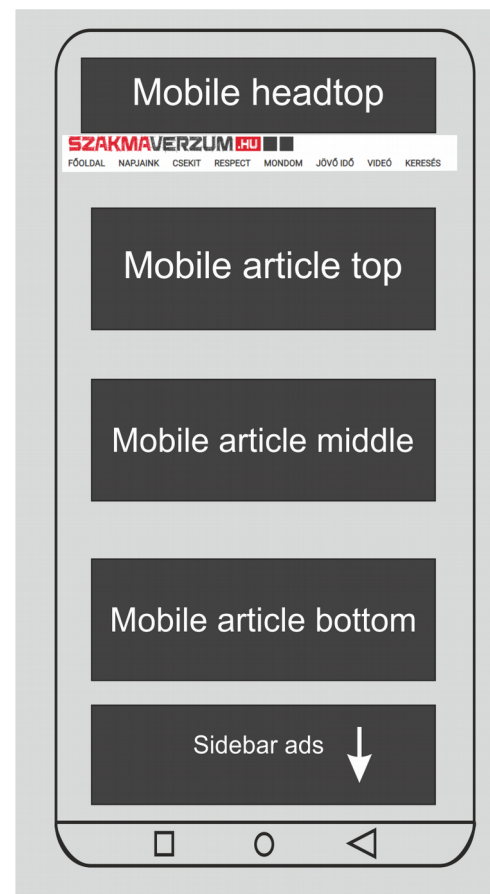 Mobile headtop
SZAKMAVERZUM.HU
FŐOLDAL NAPJAINK CSEKIT RESPECT MONDOM JÖVŐ IDŐ VIDEÓ KERESÉS
Mobile article top
Mobile article middle
Mobile article bottom
Sidebar ads